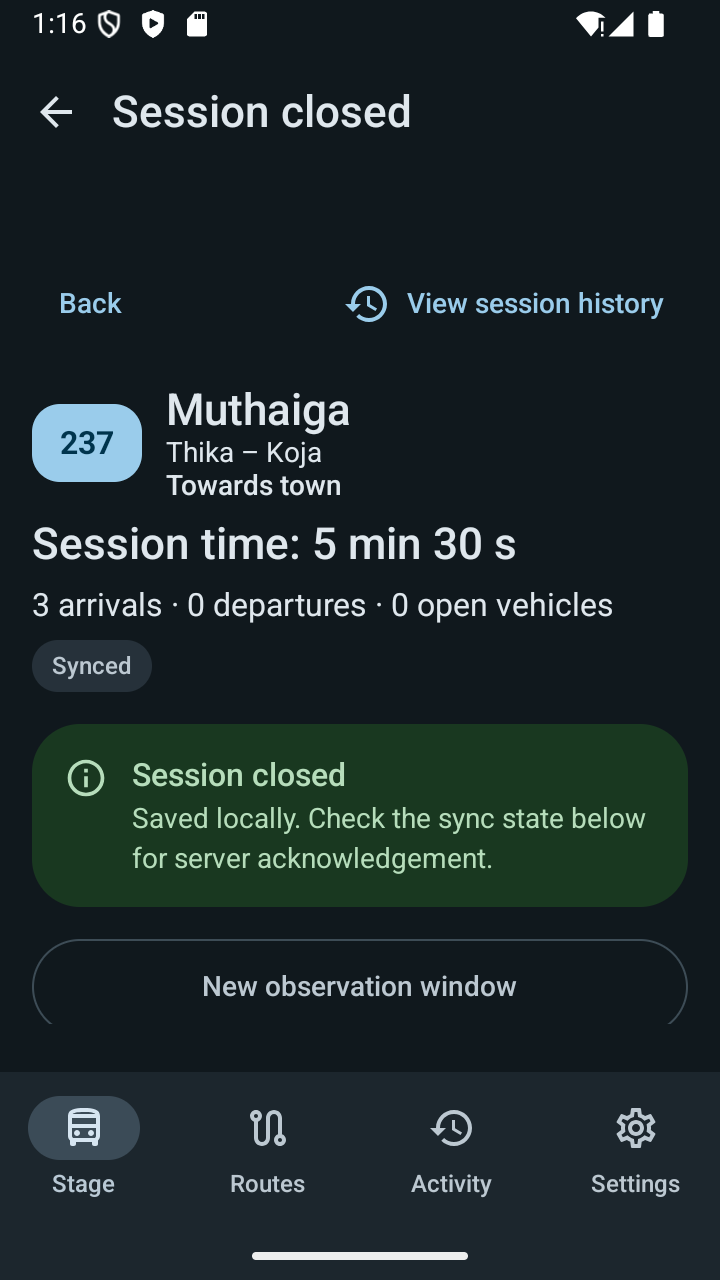 1:16
Session closed
Back
View session history
237
Muthaiga
Thika – Koja
Towards town
Session time: 5 min 30 s
3 arrivals · 0 departures · 0 open vehicles
Synced
Session closed
Saved locally. Check the sync state below
for server acknowledgement.
New observation window
Stage
Routes
Activity
Settings